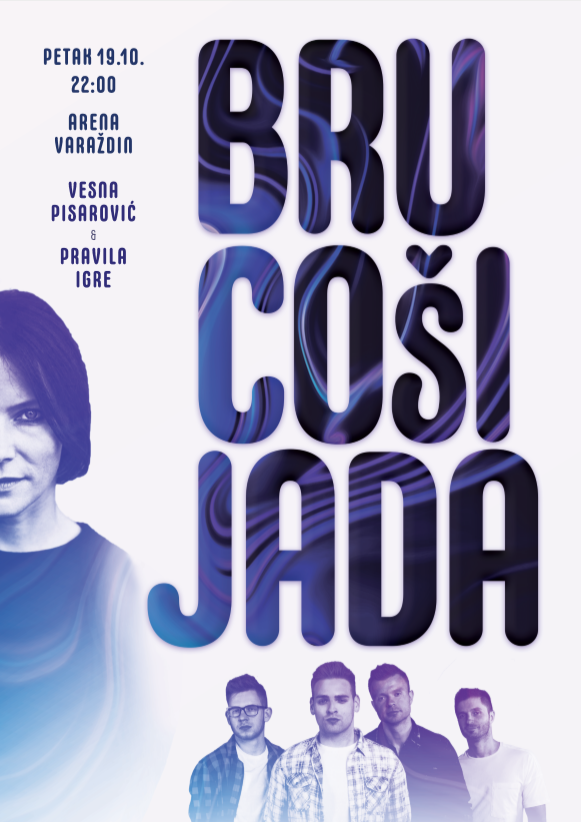 PETAK 19.10.
22:00
ARENA
VARAŽDIN
VESNA
PISAROVIĆ
&
PRAVILA
IGRE
BRU
COŠI
JADA